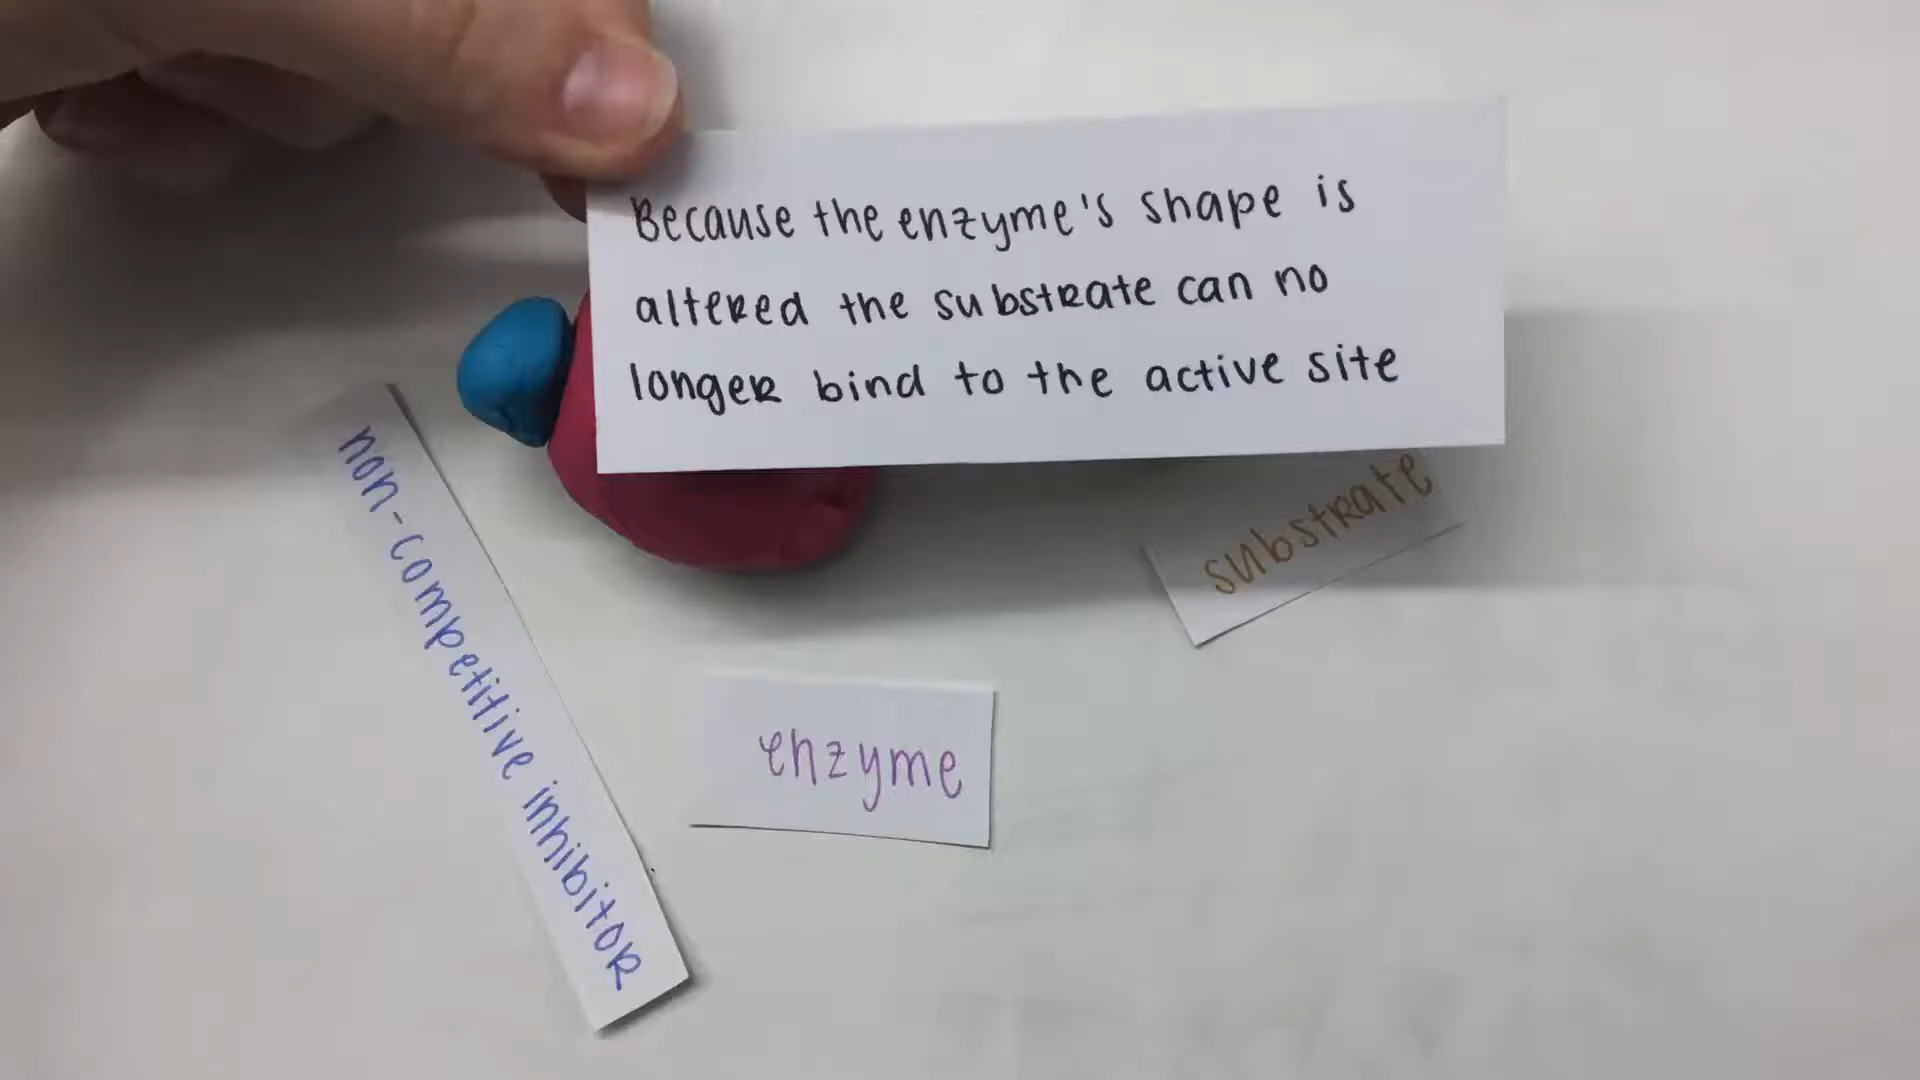 Because the enzyme's shape is
altered the substrate can no
longer bind to the active site
substrate
non-competitive inhibitor
enzyme